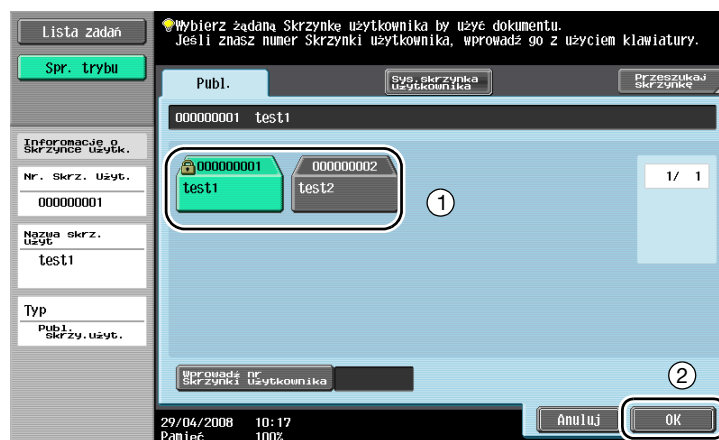 Lista zadań
Spr. trybu
Inforomacje o
Skrzynce użytk.
Nr. Skrz. Użyt.
000000001
Nazwa skrz.
użyt
test1
Typ
Publ.
skrzy.użyt.
Wybierz żądaną Skrzynkę użytkownika by użyć dokumentu.
Jeśli znasz numer Skrzynki użytkownika, wprowadź go z użyciem klawiatury.
Publ.
Sys.skrzynka
użytkownika
Przeszukaj
skrzynkę
000000001 test1
000000001
test1
000000002
test2
1
1/ 1
Wprowadź nr
Skrzynki użytkownika
2
Anuluj
OK
29/04/2008 10:17
Pamięć 100%